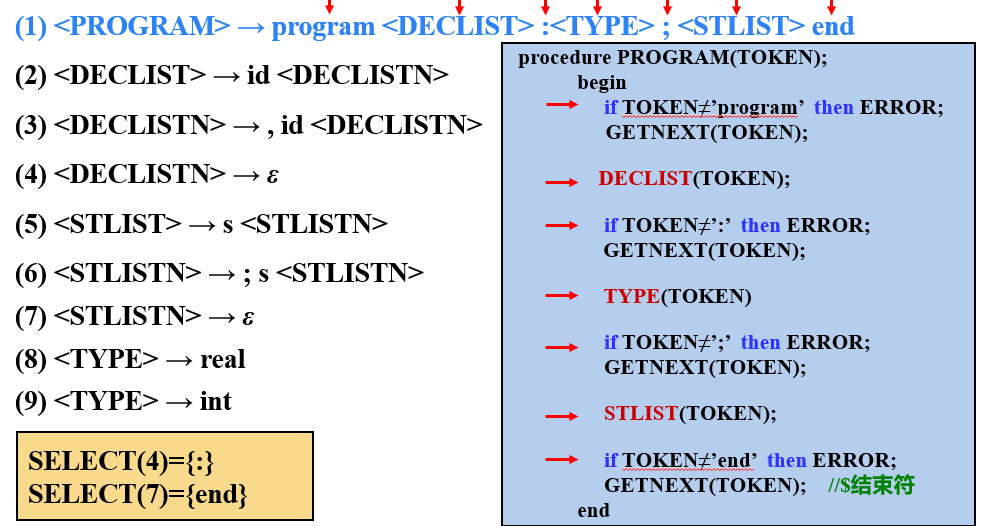 (1) <PROGRAM> → program <DECLIST> :<TYPE> ; <STLIST> end
(2) <DECLIST> → id <DECLISTN>
(3) <DECLISTN> → , id <DECLISTN>
(4) <DECLISTN> → ε
(5) <STLIST> → s <STLISTN>
(6) <STLISTN> → ; s <STLISTN>
(7) <STLISTN> → ε
(8) <TYPE> → real
(9) <TYPE> → int
SELECT(4)={:}
SELECT(7)={end}
procedure PROGRAM(TOKEN);
begin
if TOKEN≠’program’ then ERROR;
GETNEXT(TOKEN);
DECLIST(TOKEN);
if TOKEN≠’:’ then ERROR;
GETNEXT(TOKEN);
TYPE(TOKEN)
if TOKEN≠’;’ then ERROR;
GETNEXT(TOKEN);
STLIST(TOKEN);
if TOKEN≠’end’ then ERROR;
GETNEXT(TOKEN); //$结束符
end